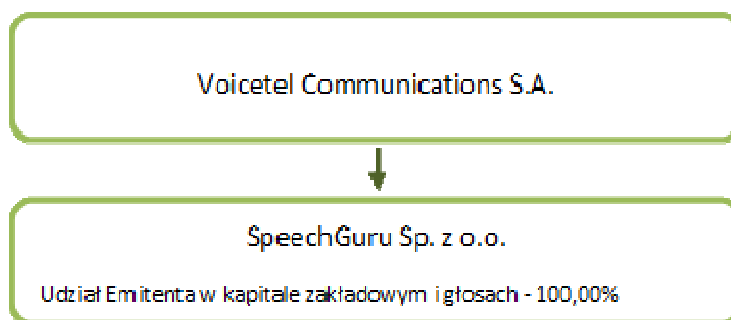 Voicetel Communications S.A.
SpeechGuru Sp. z o.o.
Udział Emitenta w kapitale zakładowym i głosach - 100,00%